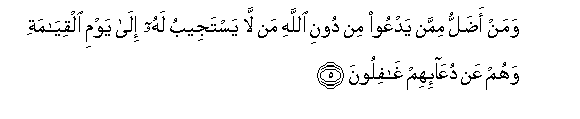 وَمَنْ أَضَلُّ مِمَّن يَدْعُوا۟ مِن دُونِ ٱللَّهِ مَن لَّا يَسْتَجِيبُ لَهُۥٓ إِلَىٰ يَوْمِ ٱلْقِيَـٰمَةِ
وَهُمْ عَن دُعَآئِهِمْ غَـٰفِلُونَ ۝٥